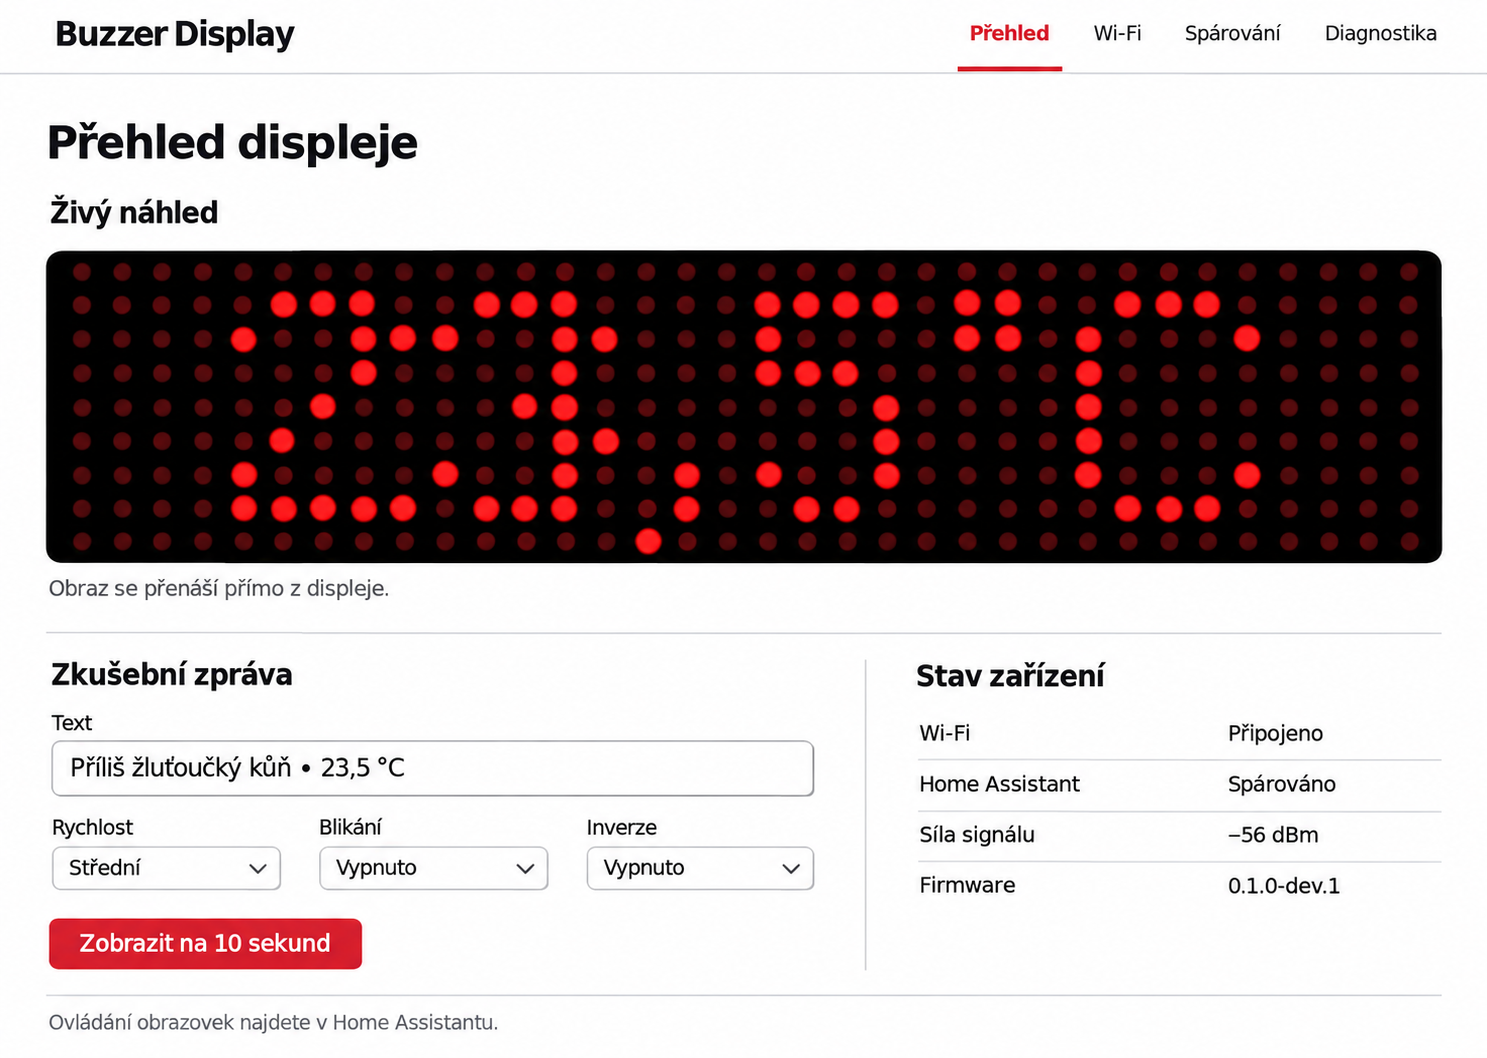 Buzzer Display
Přehled
Wi-Fi
Spárování
Diagnostika
Přehled displeje
Živý náhled
23,5 °C
Obraz se přenáší přímo z displeje.
Zkušební zpráva
Text
Příliš žluťoučký kůň • 23,5 °C
Rychlost
Blikání
Inverze
Střední
Vypnuto
Vypnuto
Zobrazit na 10 sekund
Stav zařízení
Wi-Fi Připojeno
Home Assistant Spárováno
Síla signálu −56 dBm
Firmware 0.1.0-dev.1
Ovládání obrazovek najdete v Home Assistantu.